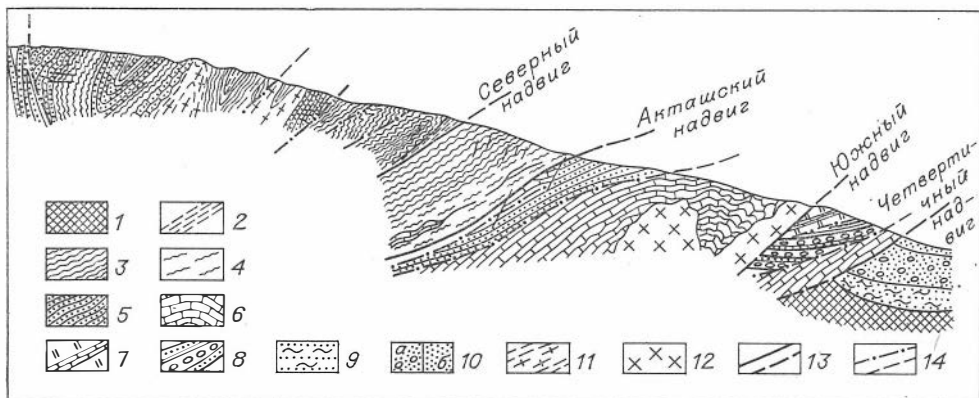 Северный
надвиг
Акташский
надвиг
Южный
надвиг
Четверти-
чный
над-
виг
1 2
3 4
5 6
7 8 9 а б 10 11 12 13 14